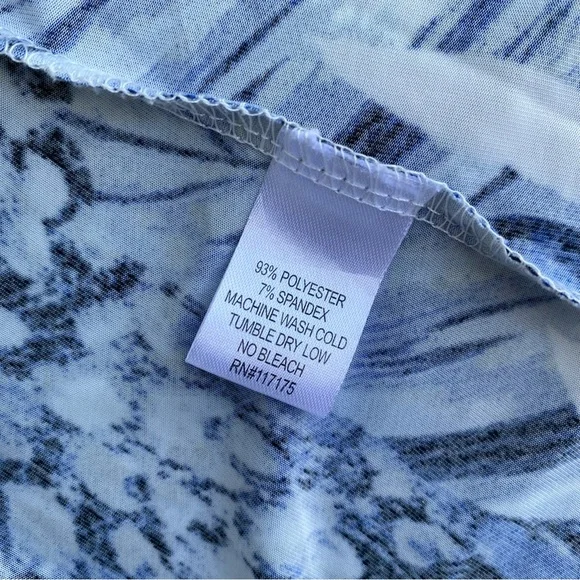 93% POLYESTER
7% SPANDEX
MACHINE WASH COLD
TUMBLE DRY LOW
NO BLEACH
RN#117175